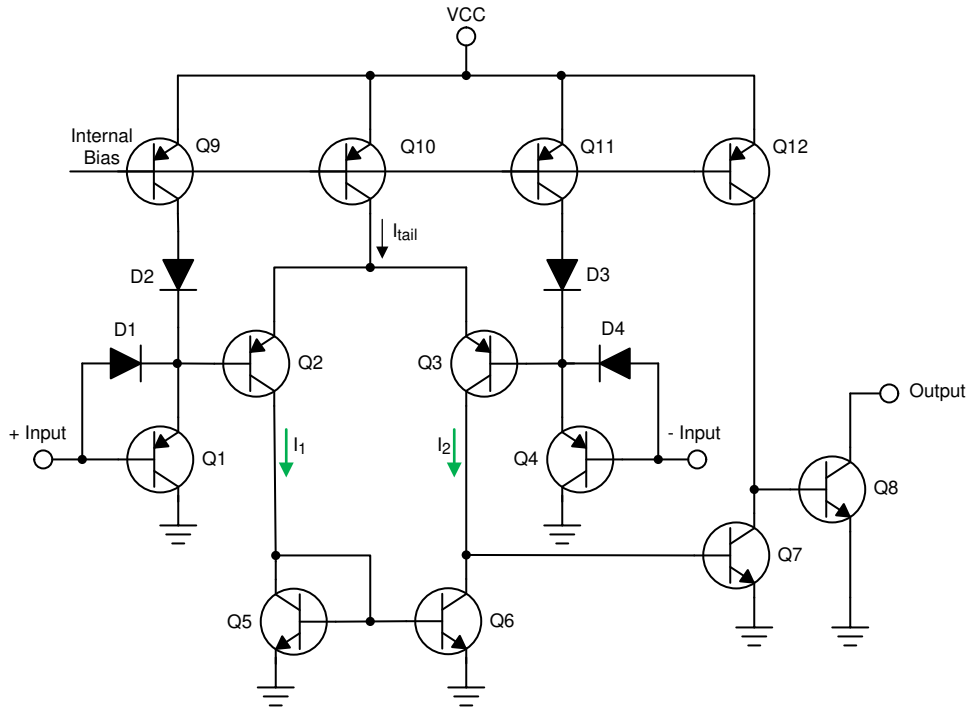 VCC
Internal
Bias
Q9
Q10
Q11
Q12
Itail
D2
D3
D1
D4
Q2
Q3
Output
+ Input
I1
I2
- Input
Q1
Q4
Q8
Q7
Q5
Q6